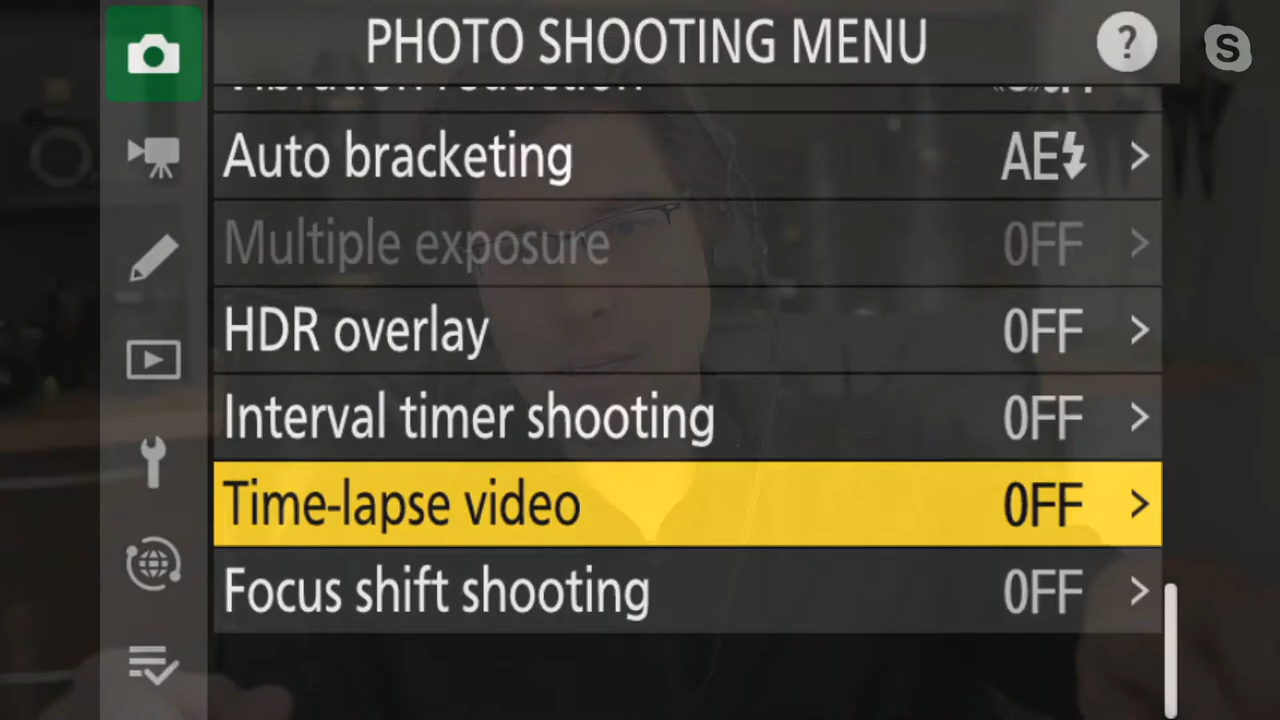 PHOTO SHOOTING MENU ?
Auto bracketing AE
Multiple exposure OFF
HDR overlay OFF
Interval timer shooting OFF
Time-lapse video OFF
Focus shift shooting OFF
S